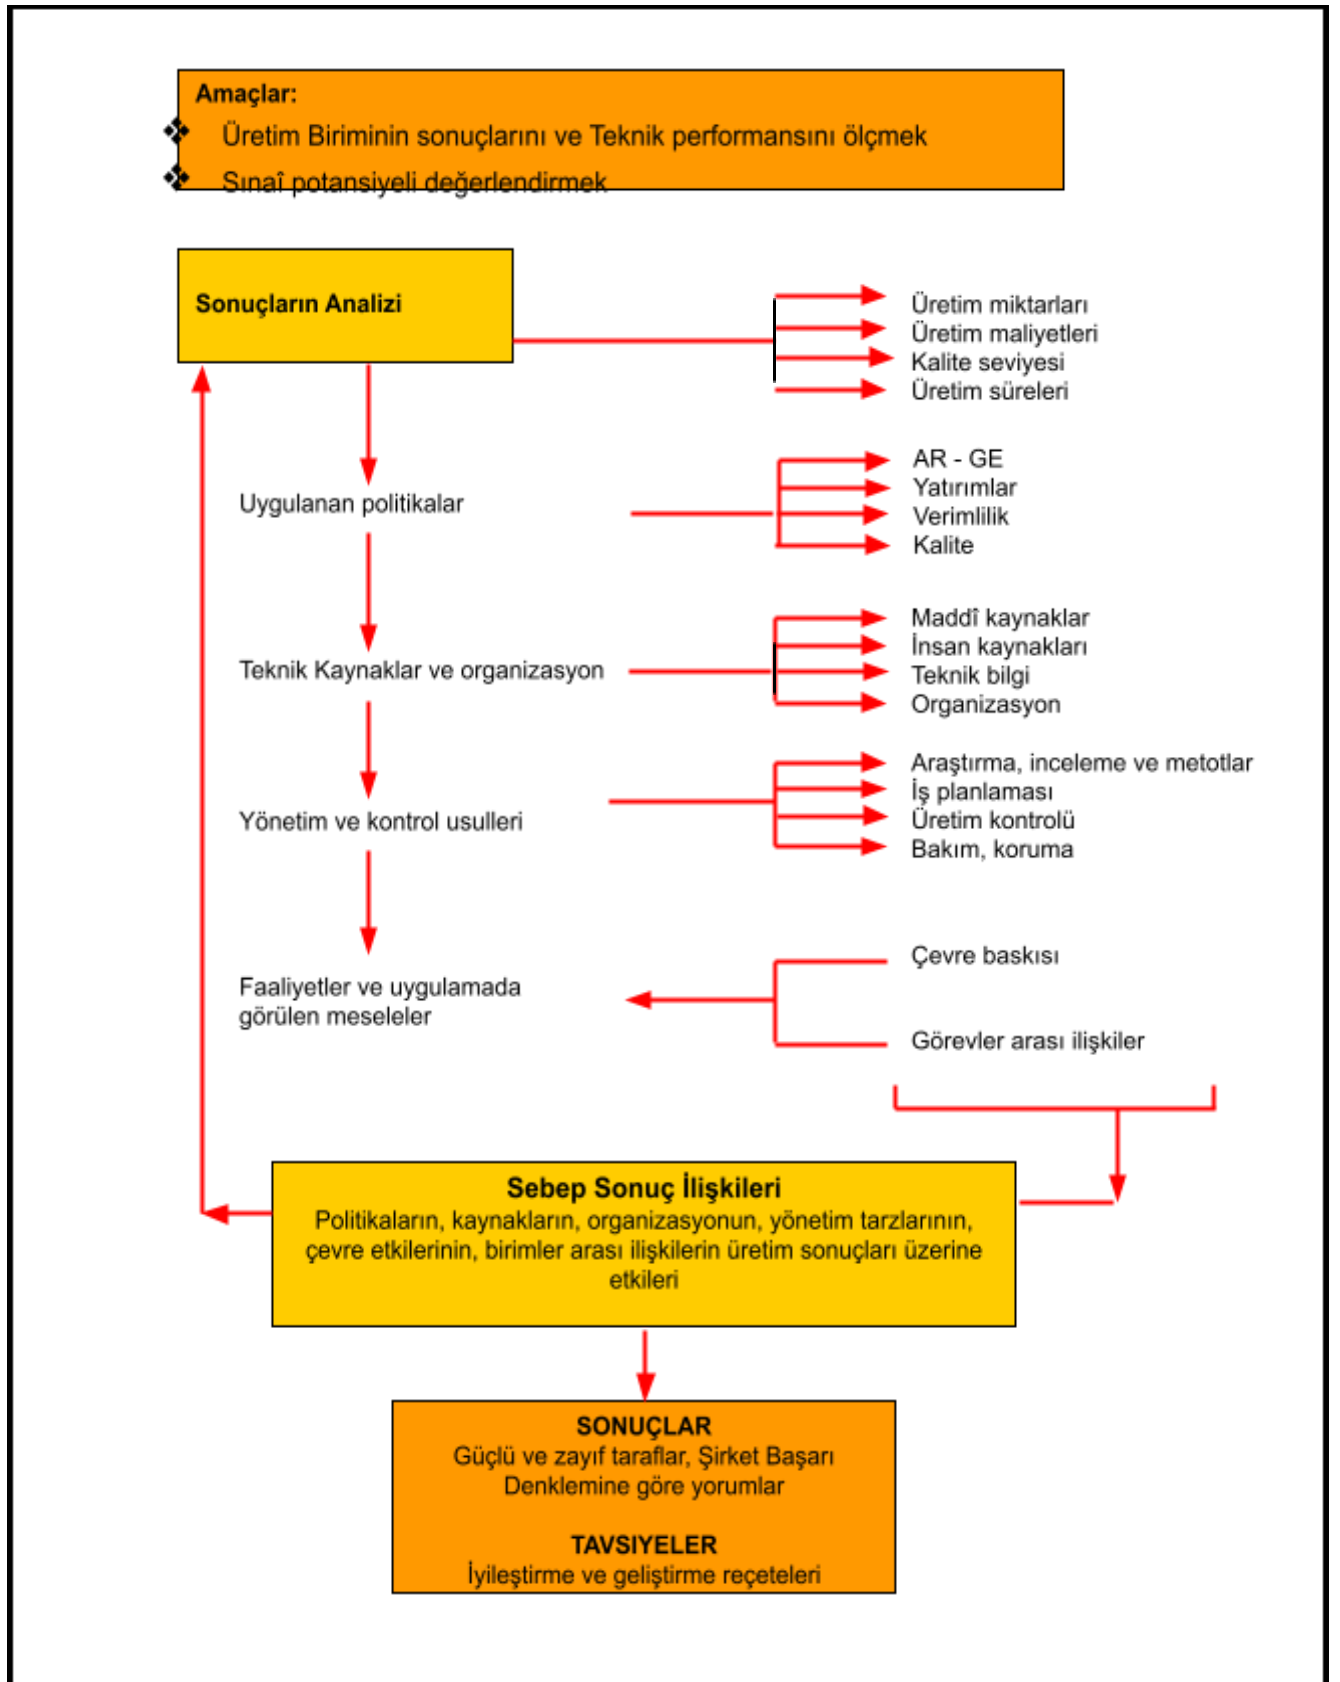 Amaçlar:
Üretim Biriminin sonuçlarını ve Teknik performansını ölçmek
Sınaî potansiyeli değerlendirmek
Sonuçların Analizi
Üretim miktarları
Üretim maliyetleri
Kalite seviyesi
Üretim süreleri
Uygulanan politikalar
AR - GE
Yatırımlar
Verimlilik
Kalite
Teknik Kaynaklar ve organizasyon
Maddî kaynaklar
İnsan kaynakları
Teknik bilgi
Organizasyon
Yönetim ve kontrol usulleri
Araştırma, inceleme ve metotlar
İş planlaması
Üretim kontrolü
Bakım, koruma
Faaliyetler ve uygulamada
görülen meseleler
Çevre baskısı
Görevler arası ilişkiler
Sebep Sonuç İlişkileri
Politikaların, kaynakların, organizasyonun, yönetim tarzlarının,
çevre etkilerinin, birimler arası ilişkilerin üretim sonuçları üzerine
etkileri
SONUÇLAR
Güçlü ve zayıf taraflar, Şirket Başarı
Denklemine göre yorumlar
TAVSIYELER
İyileştirme ve geliştirme reçeteleri